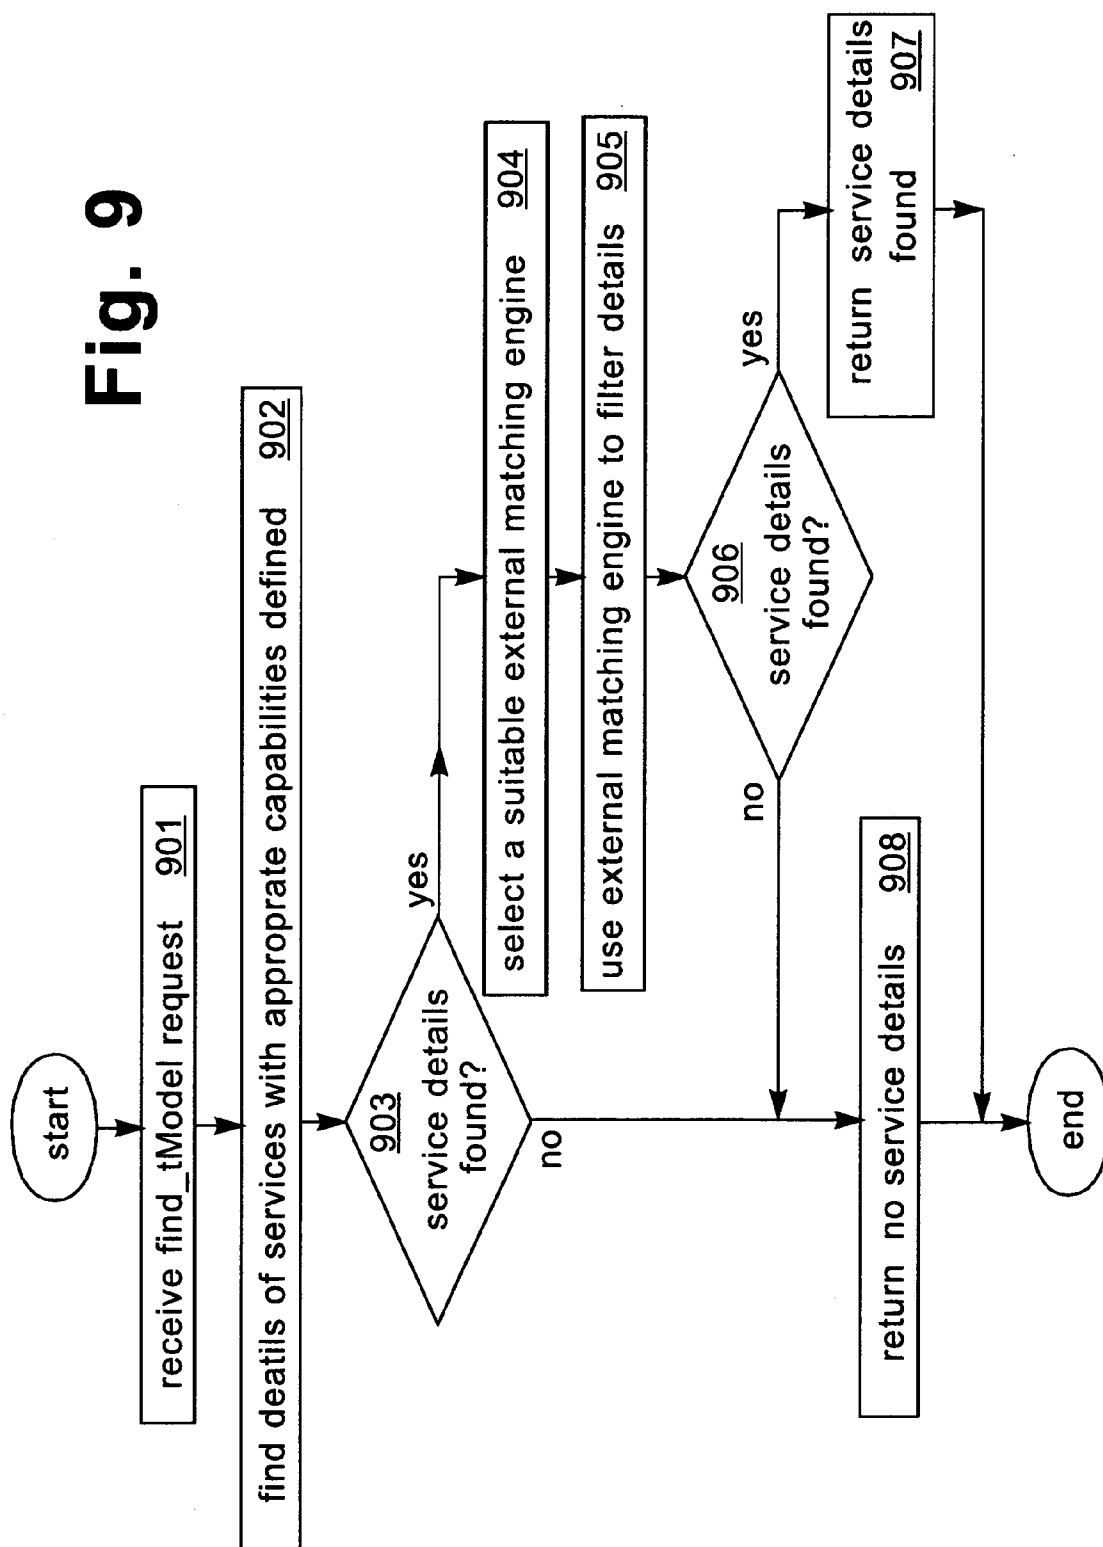 Fig. 9
start
receive find_tModel request 901
find deatils of services with approprate capabilities defined 902
903
service details
found?
yes
no
select a suitable external matching engine 904
use external matching engine to filter details 905
906
service details
found?
yes
no
return service details
found 907
return no service details 908
end